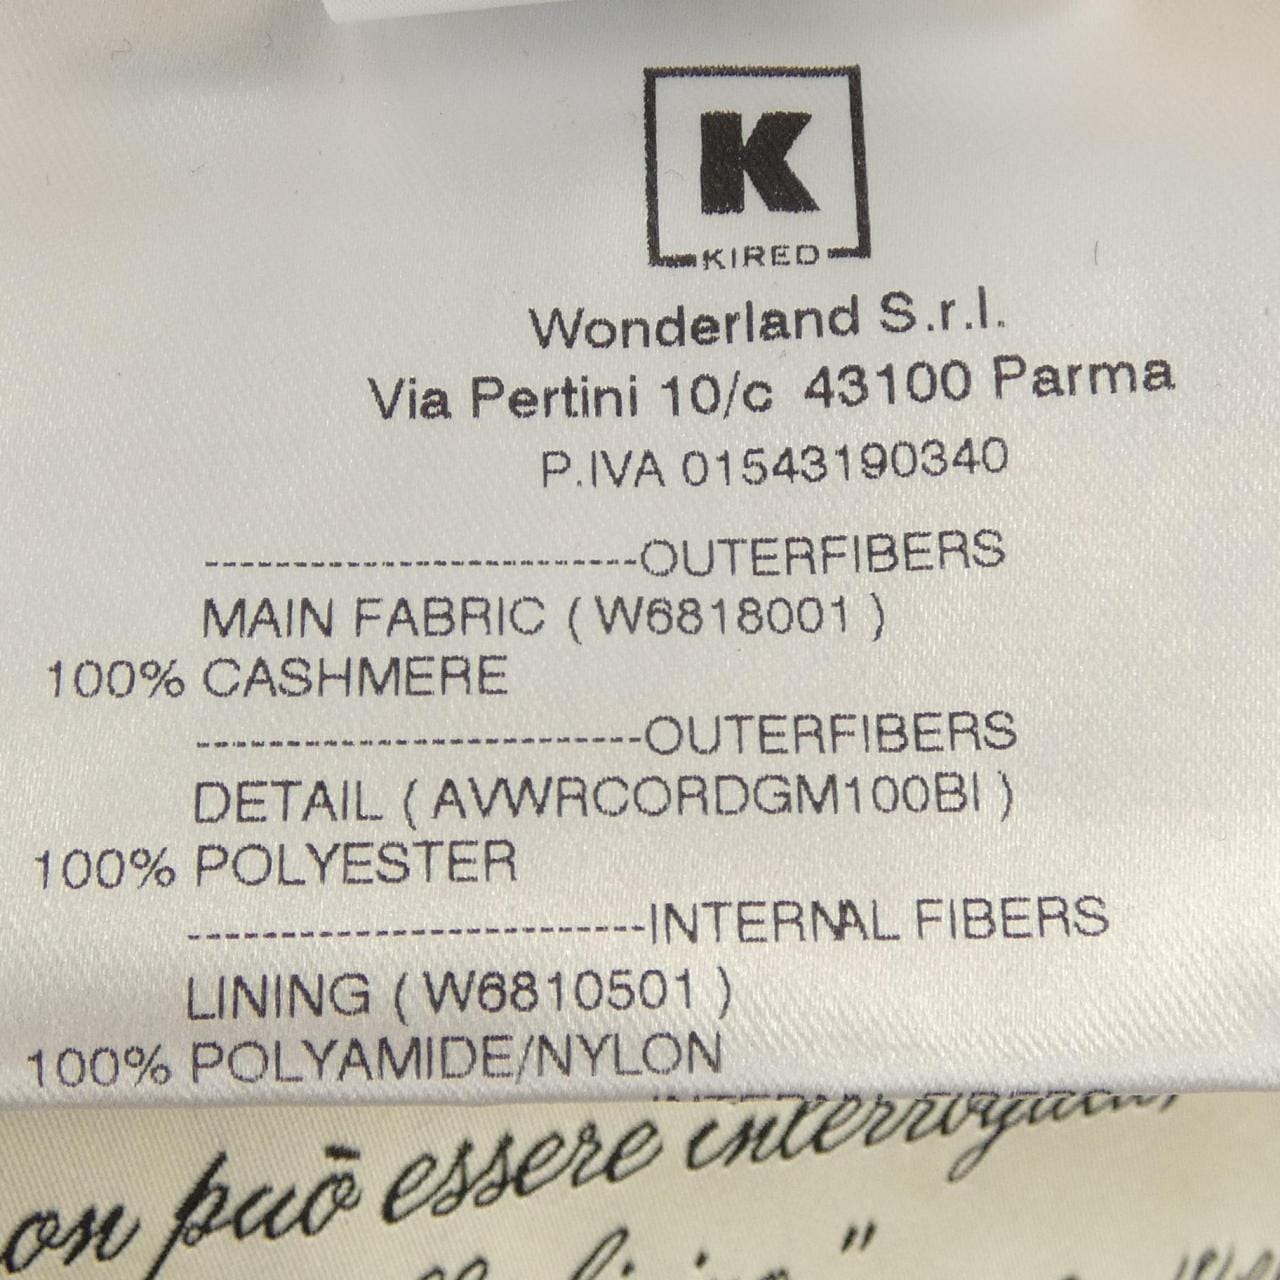 K
KIRED
Wonderland S.r.l.
Via Pertini 10/c 43100 Parma
P.IVA 01543190340
------------------------OUTERFIBERS
MAIN FABRIC ( W6818001 )
100% CASHMERE
-------------------------OUTERFIBERS
DETAIL ( AVWRCORDGM100BI )
100% POLYESTER
-------------------------INTERNAL FIBERS
LINING ( W6810501 )
100% POLYAMIDE/NYLON
on può essere interrogata,